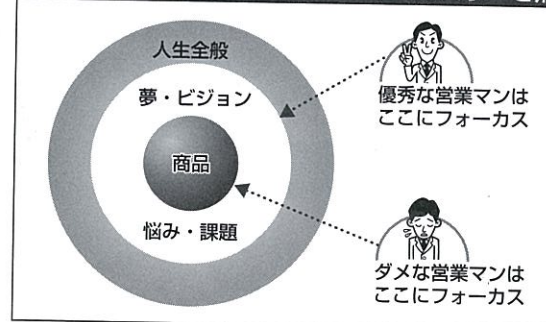 人生全般
夢・ビジョン
商品
悩み・課題
優秀な営業マンは
ここにフォーカス
ダメな営業マンは
ここにフォーカス